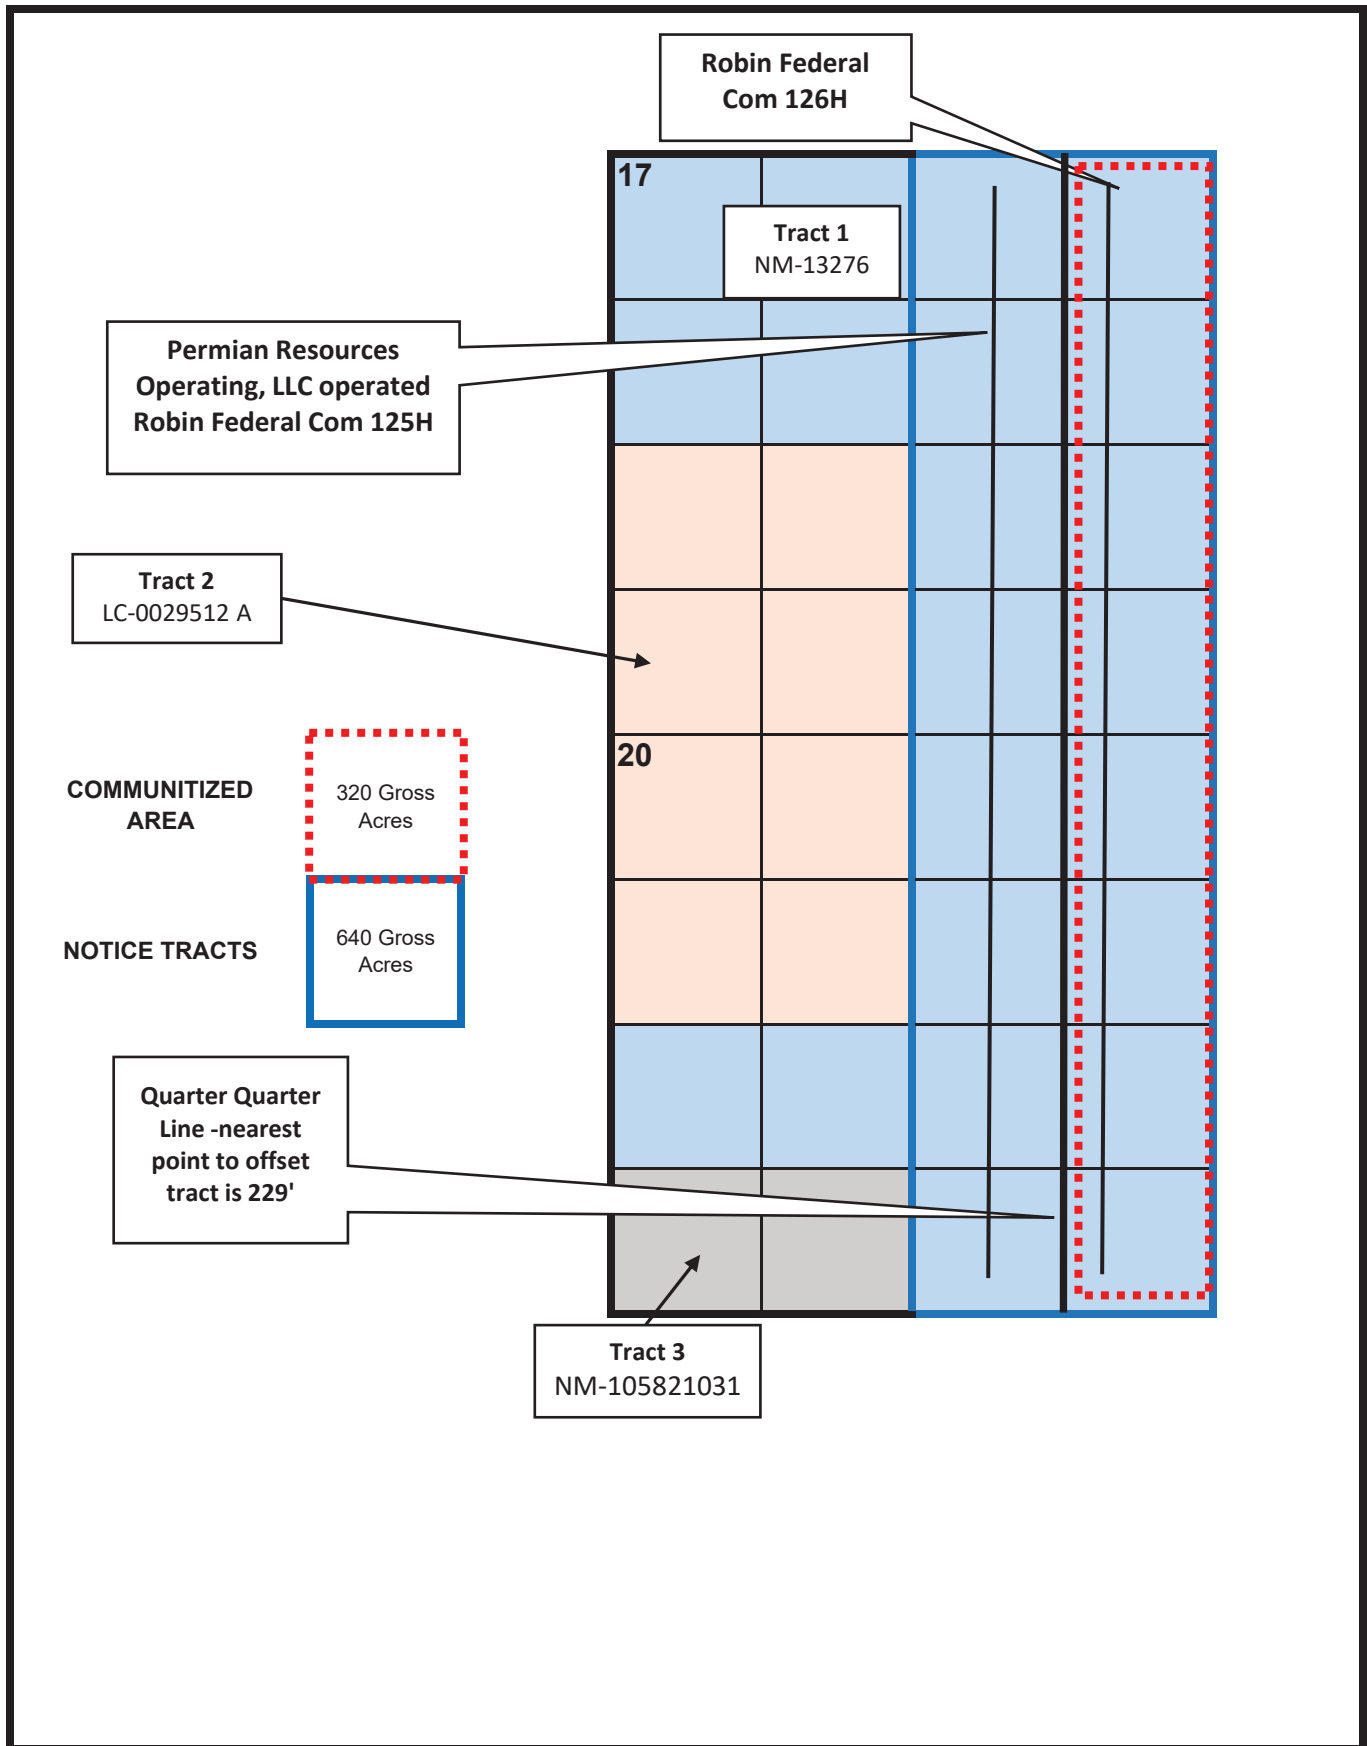 Robin Federal
Com 126H
17
Tract 1
NM-13276
Permian Resources
Operating, LLC operated
Robin Federal Com 125H
Tract 2
LC-0029512 A
20
COMMUNITIZED
AREA
320 Gross
Acres
NOTICE TRACTS
640 Gross
Acres
Quarter Quarter
Line -nearest
point to offset
tract is 229'
Tract 3
NM-105821031